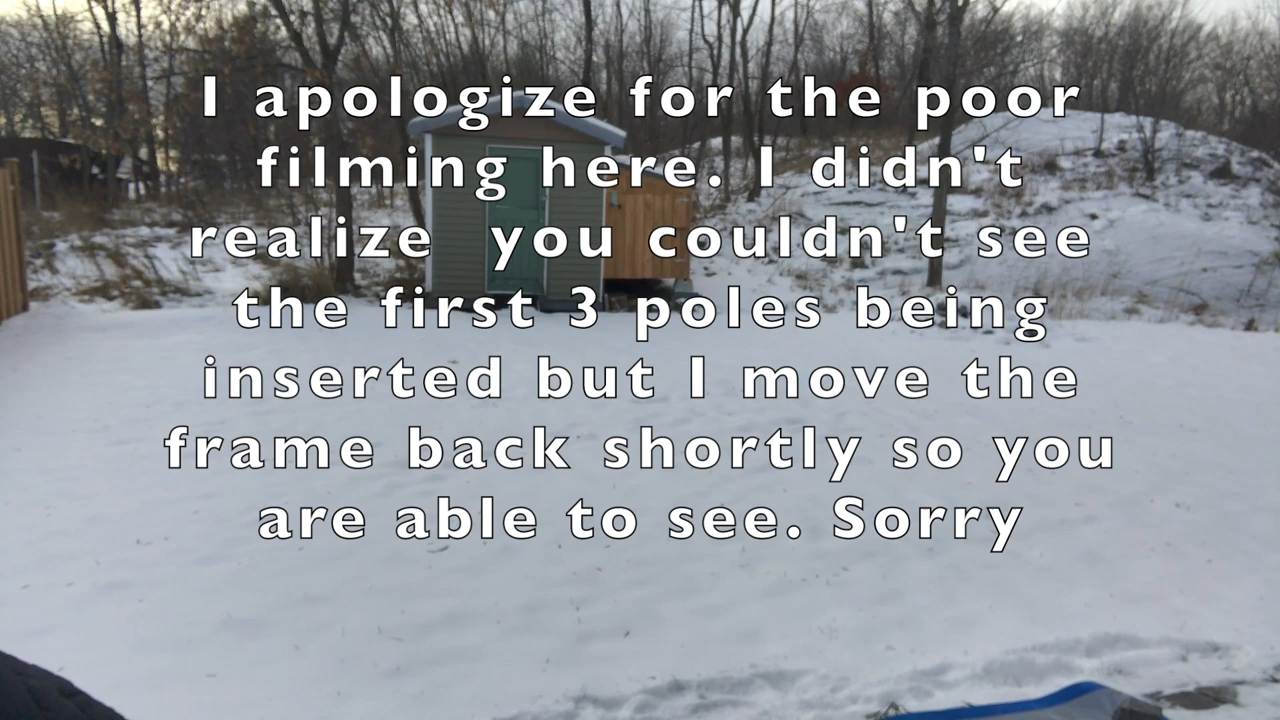 I apologize for the poor
filming here. I didn't
realize you couldn't see
the first 3 poles being
inserted but I move the
frame back shortly so you
are able to see. Sorry